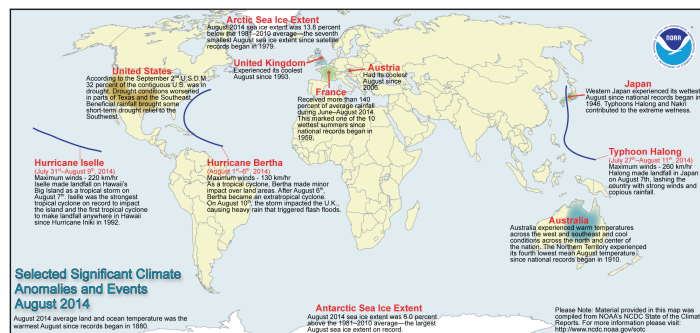 Arctic Sea Ice Extent
August 2014 sea ice extent was 13.6 percent
below the 1981–2010 average—the seventh
smallest August sea ice extent since satellite
records began in 1979.
NOAA
United States
According to the September 2nd U.S.D.M.
32 percent of the contiguous U.S. was in
drought. Drought conditions worsened
in parts of Texas and the Southeast.
Beneficial rainfall brought some
short-term drought relief to the
Southwest.
United Kingdom
Experienced its coolest
August since 1993.
Austria
Had its coolest
August since
2006.
France
Received more than 140
percent of average rainfall
during June–August 2014.
This marked one of the 10
wettest summers since
national records began in
1959.
Japan
Western Japan experienced its wettest
August since national records began in
1946. Typhoons Halong and Nakri
contributed to the extreme wetness.
Hurricane Iselle
(July 31st–August 9th, 2014)
Maximum winds - 220 km/hr
Iselle made landfall on Hawaii's
Big Island as a tropical storm on
August 7th. Iselle was the strongest
tropical cyclone on record to impact
the island and the first tropical cyclone
to make landfall anywhere in Hawaii
since Hurricane Iniki in 1992.
Hurricane Bertha
(August 1st–6th, 2014)
Maximum winds - 130 km/hr
As a tropical cyclone, Bertha made minor
impact over land areas. After August 6th,
Bertha became an extratropical cyclone.
On August 10th, the storm impacted the U.K.,
causing heavy rain that triggered flash floods.
Typhoon Halong
(July 27th–August 11th, 2014)
Maximum winds - 260 km/hr
Halong made landfall in Japan
on August 7th, lashing the
country with strong winds and
copious rainfall.
Australia
Australia experienced warm temperatures
across the west and southeast and cool
conditions across the north and center of
the nation. The Northern Territory experienced
its fourth lowest mean August temperature
since national records began in 1910.
Selected Significant Climate
Anomalies and Events
August 2014
August 2014 average land and ocean temperature was the
warmest August since records began in 1880.
Antarctic Sea Ice Extent
August 2014 sea ice extent was 6.0 percent
above the 1981–2010 average—the largest
August sea ice extent on record.
Please Note: Material provided in this map was
compiled from NOAA's NCDC State of the Climate
Reports. For more information please visit:
http://www.ncdc.noaa.gov/sotc